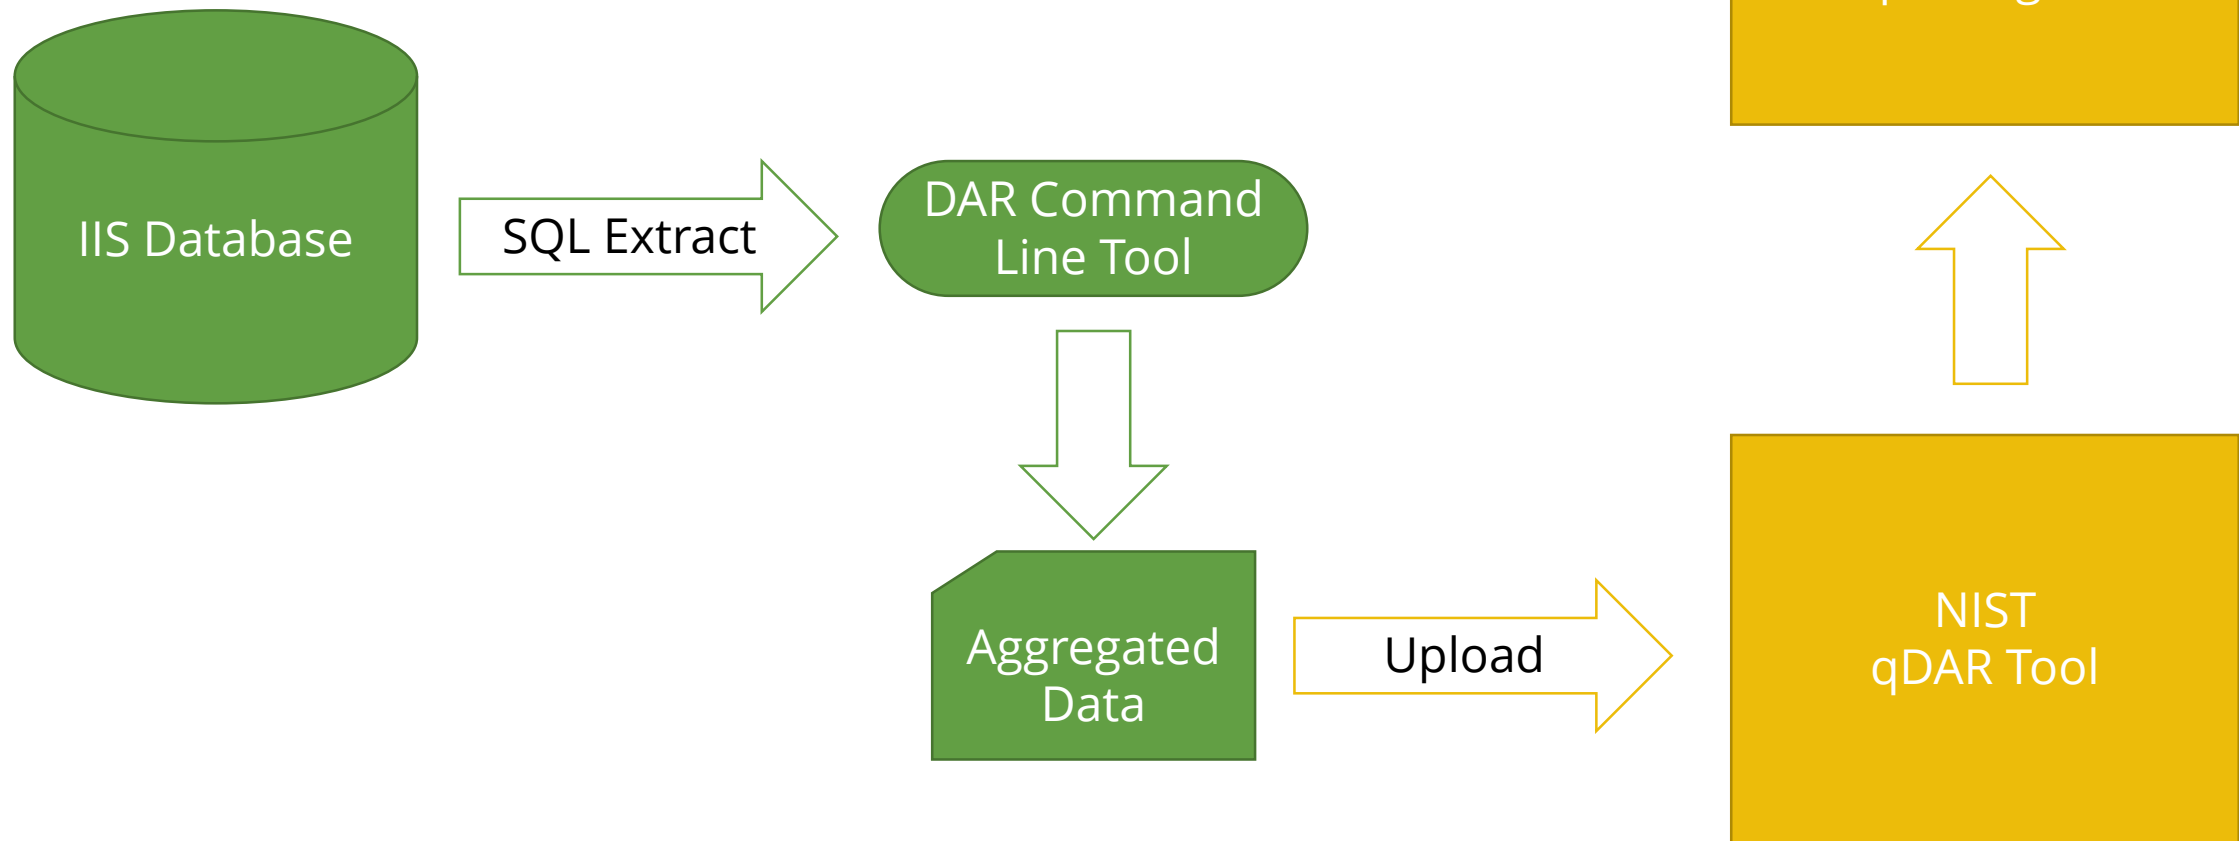 IIS Database
SQL Extract
DAR Command
Line Tool
Aggregated
Data
Upload
NIST
qDAR Tool